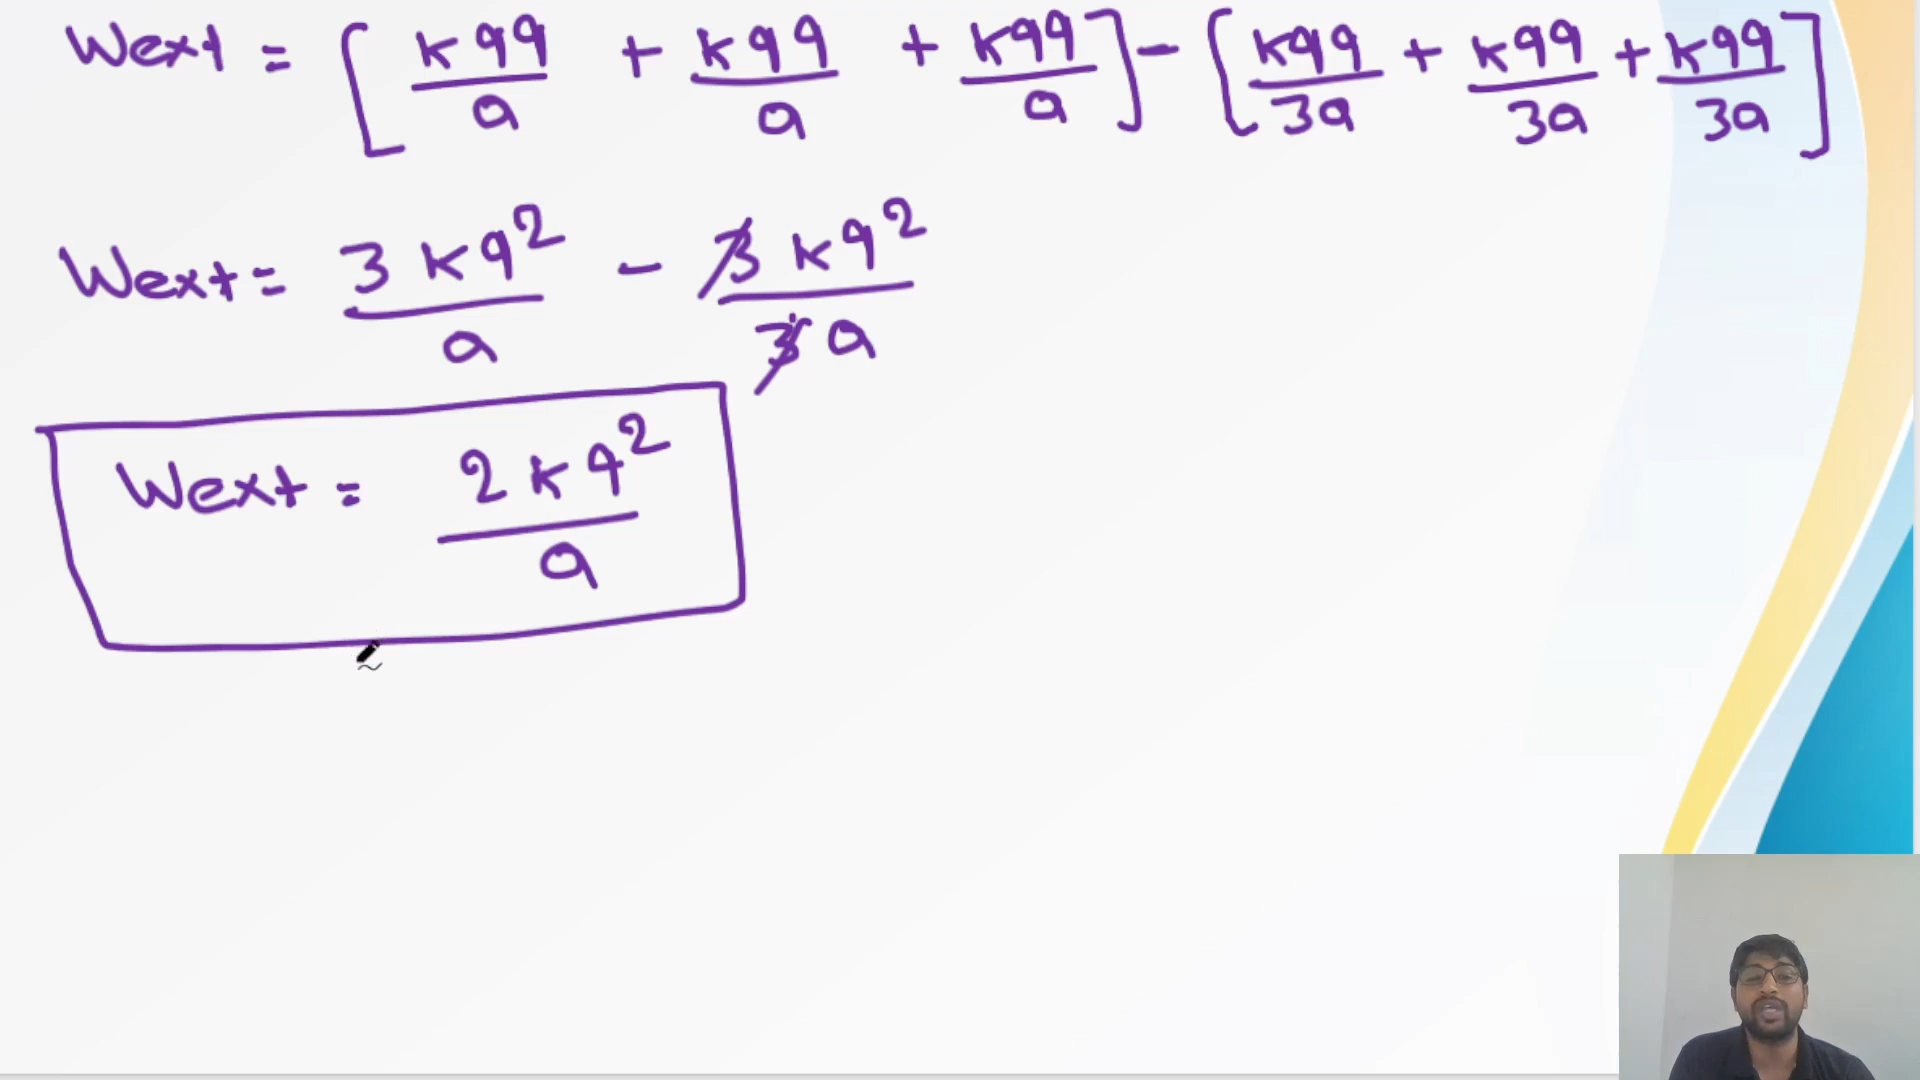 Wext = [ kqq/a + kqq/a + kqq/a ] - [ kqq/3a + kqq/3a + kqq/3a ]
Wext = 3kq²/a - 3kq²/3a
Wext = 2kq²/a